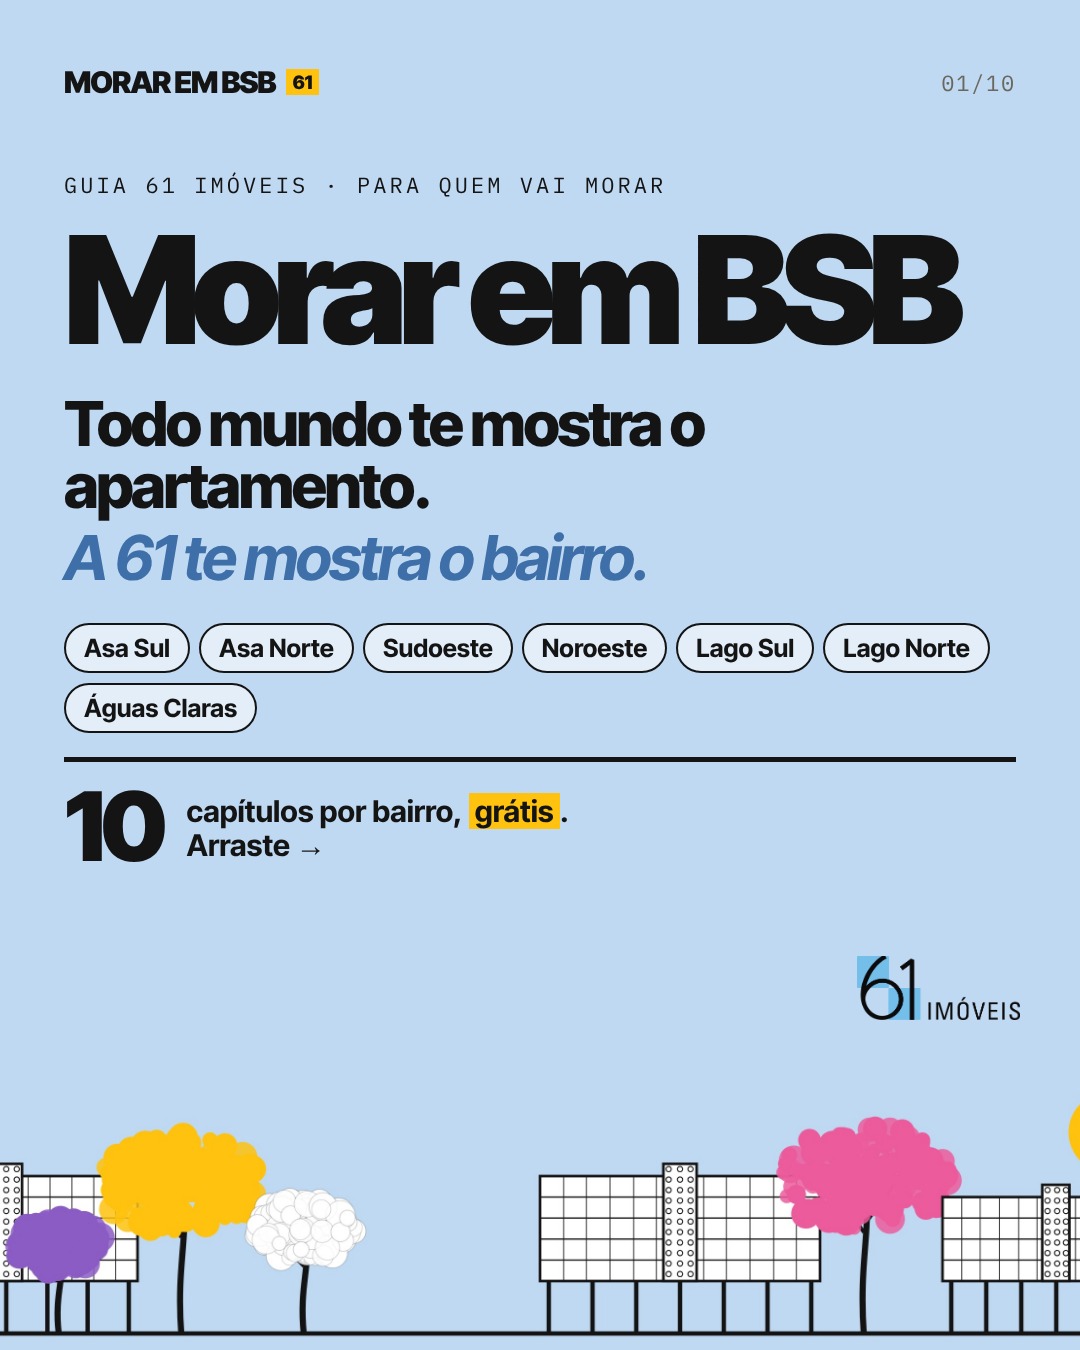 MORAR EM BSB 61
01/10
GUIA 61 IMÓVEIS · PARA QUEM VAI MORAR
Morar em BSB
Todo mundo te mostra o
apartamento.
A 61 te mostra o bairro.
Asa Sul Asa Norte Sudoeste Noroeste Lago Sul Lago Norte
Águas Claras
10 capítulos por bairro, grátis.
Arraste →
61 IMÓVEIS